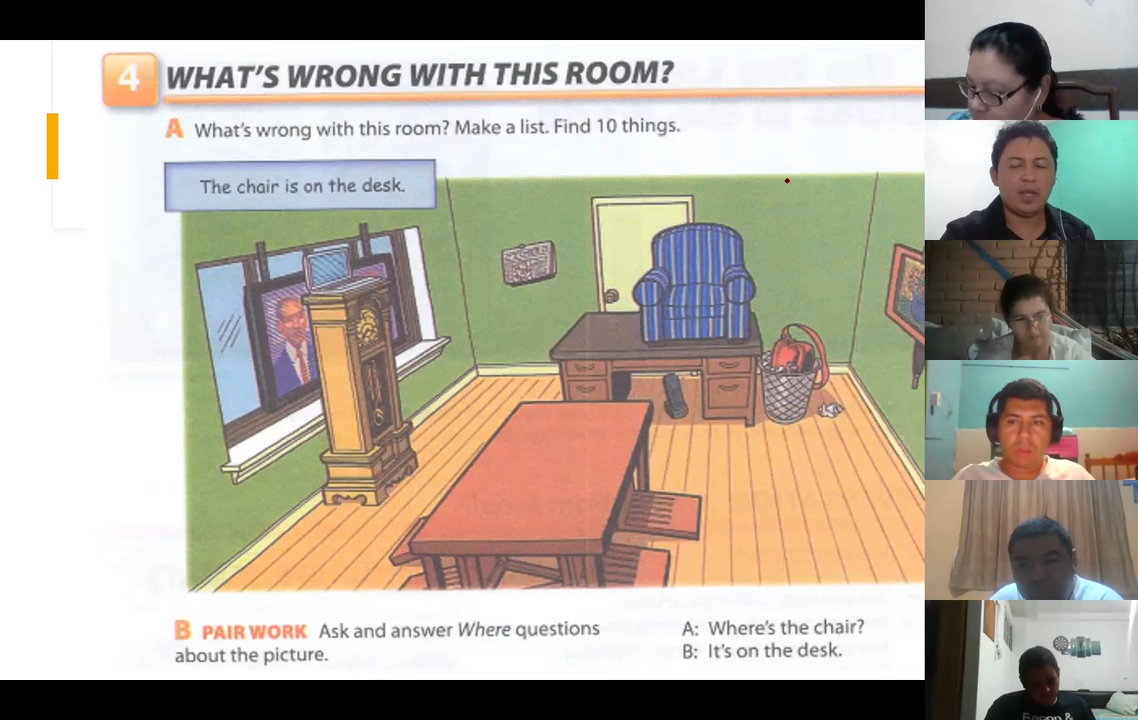 4 WHAT'S WRONG WITH THIS ROOM?
A What's wrong with this room? Make a list. Find 10 things.
The chair is on the desk.
B PAIR WORK Ask and answer Where questions
about the picture.
A: Where's the chair?
B: It's on the desk.